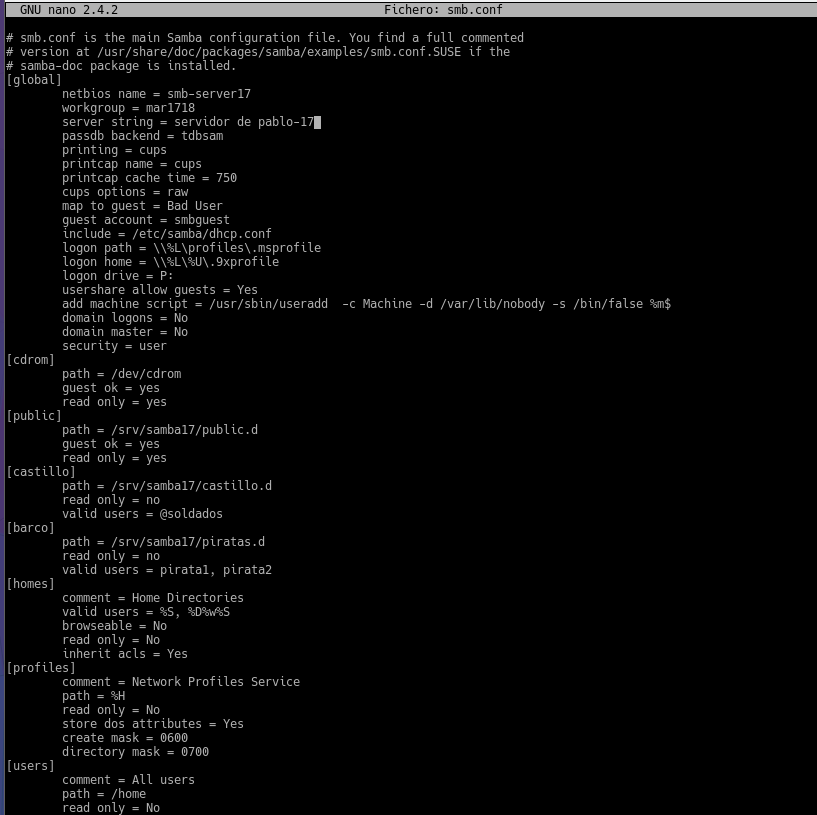 GNU nano 2.4.2 Fichero: smb.conf
# smb.conf is the main Samba configuration file. You find a full commented
# version at /usr/share/doc/packages/samba/examples/smb.conf.SUSE if the
# samba-doc package is installed.
[global]
netbios name = smb-server17
workgroup = mar1718
server string = servidor de pablo-17
passdb backend = tdbsam
printing = cups
printcap name = cups
printcap cache time = 750
cups options = raw
map to guest = Bad User
guest account = smbguest
include = /etc/samba/dhcp.conf
logon path = \\%L\profiles\.msprofile
logon home = \\%L\%U\.9xprofile
logon drive = P:
usershare allow guests = Yes
add machine script = /usr/sbin/useradd  -c Machine -d /var/lib/nobody -s /bin/false %m$
domain logons = No
domain master = No
security = user
[cdrom]
path = /dev/cdrom
guest ok = yes
read only = yes
[public]
path = /srv/samba17/public.d
guest ok = yes
read only = yes
[castillo]
path = /srv/samba17/castillo.d
read only = no
valid users = @soldados
[barco]
path = /srv/samba17/piratas.d
read only = no
valid users = pirata1, pirata2
[homes]
comment = Home Directories
valid users = %S, %D%w%S
browseable = No
read only = No
inherit acls = Yes
[profiles]
comment = Network Profiles Service
path = %H
read only = No
store dos attributes = Yes
create mask = 0600
directory mask = 0700
[users]
comment = All users
path = /home
read only = No